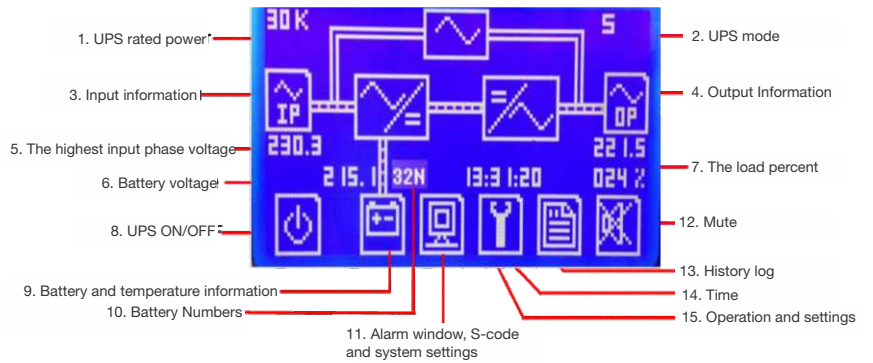 30K
S
1. UPS rated power
2. UPS mode
3. Input information
IP
OP
4. Output Information
5. The highest input phase voltage
230.3
221.5
6. Battery voltage
215.1
32N
13:31:20
024 %
7. The load percent
8. UPS ON/OFF
12. Mute
9. Battery and temperature information
13. History log
10. Battery Numbers
14. Time
15. Operation and settings
11. Alarm window, S-code
and system settings